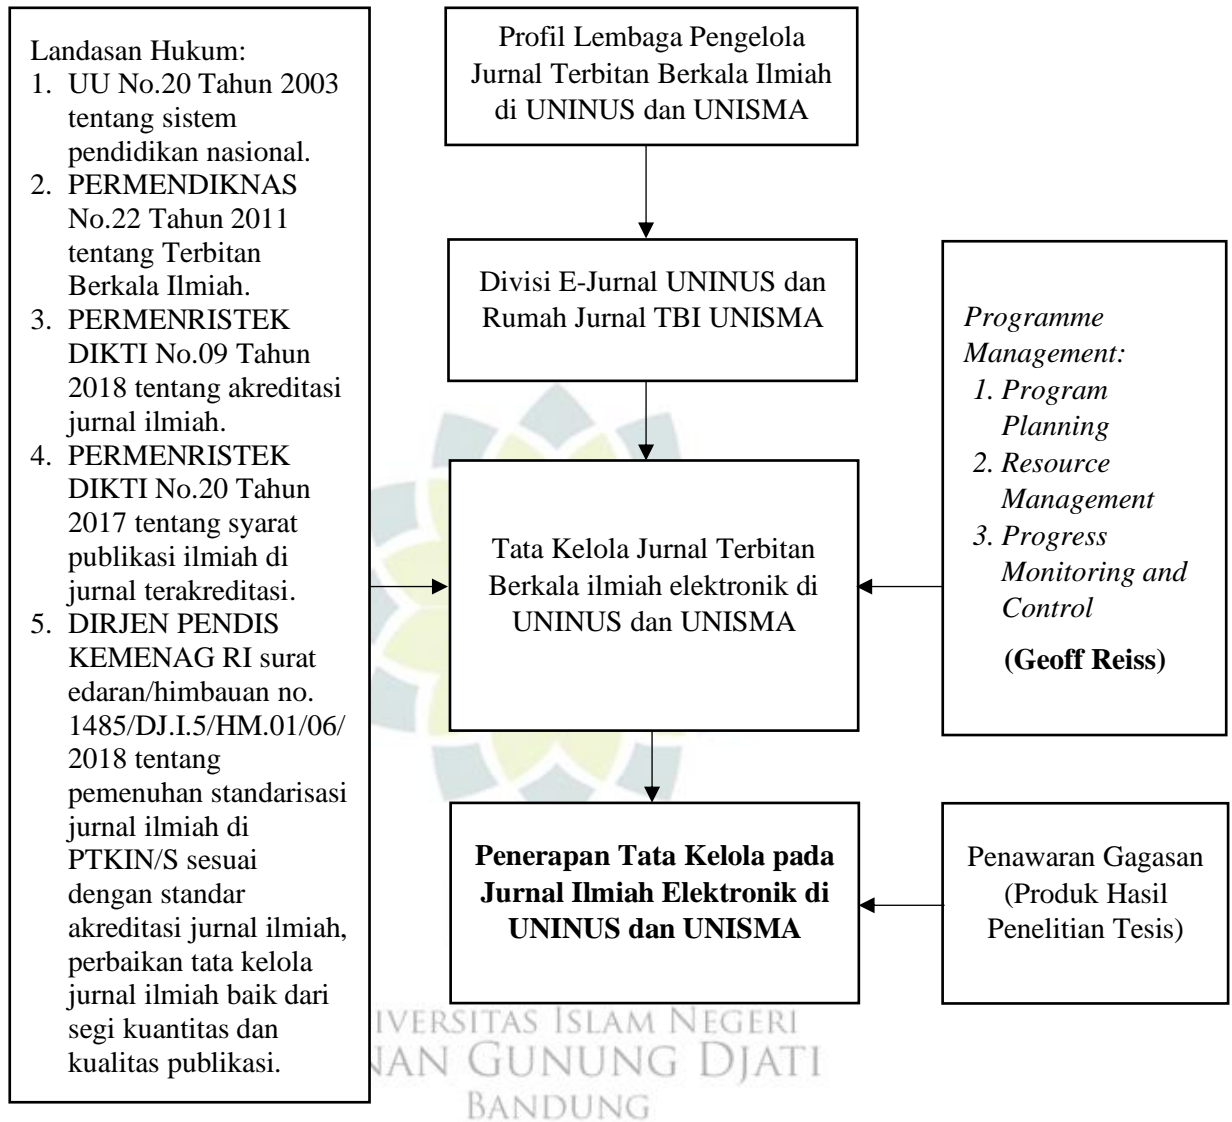 Landasan Hukum:
1. UU No.20 Tahun 2003
tentang sistem
pendidikan nasional.
2. PERMENDIKNAS
No.22 Tahun 2011
tentang Terbitan
Berkala Ilmiah.
3. PERMENRISTEK
DIKTI No.09 Tahun
2018 tentang akreditasi
jurnal ilmiah.
4. PERMENRISTEK
DIKTI No.20 Tahun
2017 tentang syarat
publikasi ilmiah di
jurnal terakreditasi.
5. DIRJEN PENDIS
KEMENAG RI surat
edaran/himbauan no.
1485/DJ.I.5/HM.01/06/
2018 tentang
pemenuhan standarisasi
jurnal ilmiah di
PTKIN/S sesuai
dengan standar
akreditasi jurnal ilmiah,
perbaikan tata kelola
jurnal ilmiah baik dari
segi kuantitas dan
kualitas publikasi.
Profil Lembaga Pengelola
Jurnal Terbitan Berkala Ilmiah
di UNINUS dan UNISMA
Divisi E-Jurnal UNINUS dan
Rumah Jurnal TBI UNISMA
Tata Kelola Jurnal Terbitan
Berkala ilmiah elektronik di
UNINUS dan UNISMA
Programme
Management:
1. Program
Planning
2. Resource
Management
3. Progress
Monitoring and
Control
(Geoff Reiss)
Penerapan Tata Kelola pada
Jurnal Ilmiah Elektronik di
UNINUS dan UNISMA
Penawaran Gagasan
(Produk Hasil
Penelitian Tesis)
IVERSITAS ISLAM NEGERI
NAN GUNUNG DJATI
BANDUNG